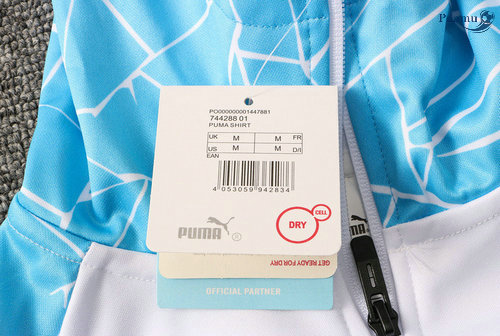 PO000000001447881
744288 01
PUMA SHIRT
UK M M FR
US M M D/I
EAN
4 053059 942834
PUMA ®
DRY CELL
GET READY FOR DRY
OFFICIAL PARTNER
PUMA